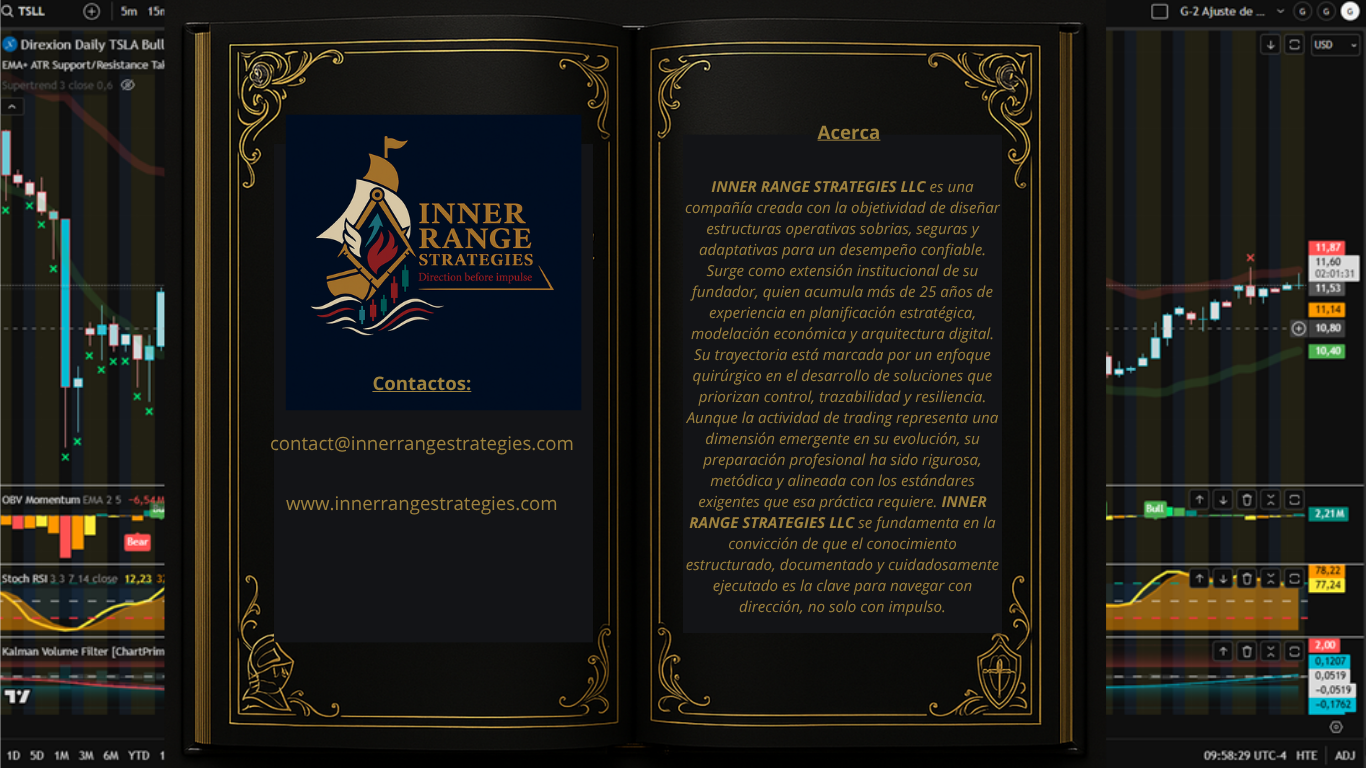 TSLL
5m
Direxion Daily TSLA Bull
EMA+ ATR Support/Resistance
Supertrend 3 close 0,6
OBV Momentum EMA 2 5
Bear
Stoch RSI 3 3 7 14 close 12,23
Kalman Volume Filter [ChartPrim
1D 5D 1M 3M 6M YTD
INNER
RANGE
STRATEGIES
Direction before impulse
Contactos:
contact@innerrangestrategies.com
www.innerrangestrategies.com
Acerca
INNER RANGE STRATEGIES LLC es una
compañía creada con la objetividad de diseñar
estructuras operativas sobrias, seguras y
adaptativas para un desempeño confiable.
Surge como extensión institucional de su
fundador, quien acumula más de 25 años de
experiencia en planificación estratégica,
modelación económica y arquitectura digital.
Su trayectoria está marcada por un enfoque
quirúrgico en el desarrollo de soluciones que
priorizan control, trazabilidad y resiliencia.
Aunque la actividad de trading representa una
dimensión emergente en su evolución, su
preparación profesional ha sido rigurosa,
metódica y alineada con los estándares
exigentes que esa práctica requiere. INNER
RANGE STRATEGIES LLC se fundamenta en la
convicción de que el conocimiento
estructurado, documentado y cuidadosamente
ejecutado es la clave para navegar con
dirección, no solo con impulso.
G-2 Ajuste de ...
G
G
G
USD
11,87
11,60
02:01:31
11,53
11,14
10,80
10,40
Bull
2,21M
78,22
77,24
2,00
0,1207
0,0519
−0,0519
−0,1762
09:58:29 UTC-4 HTE ADJ